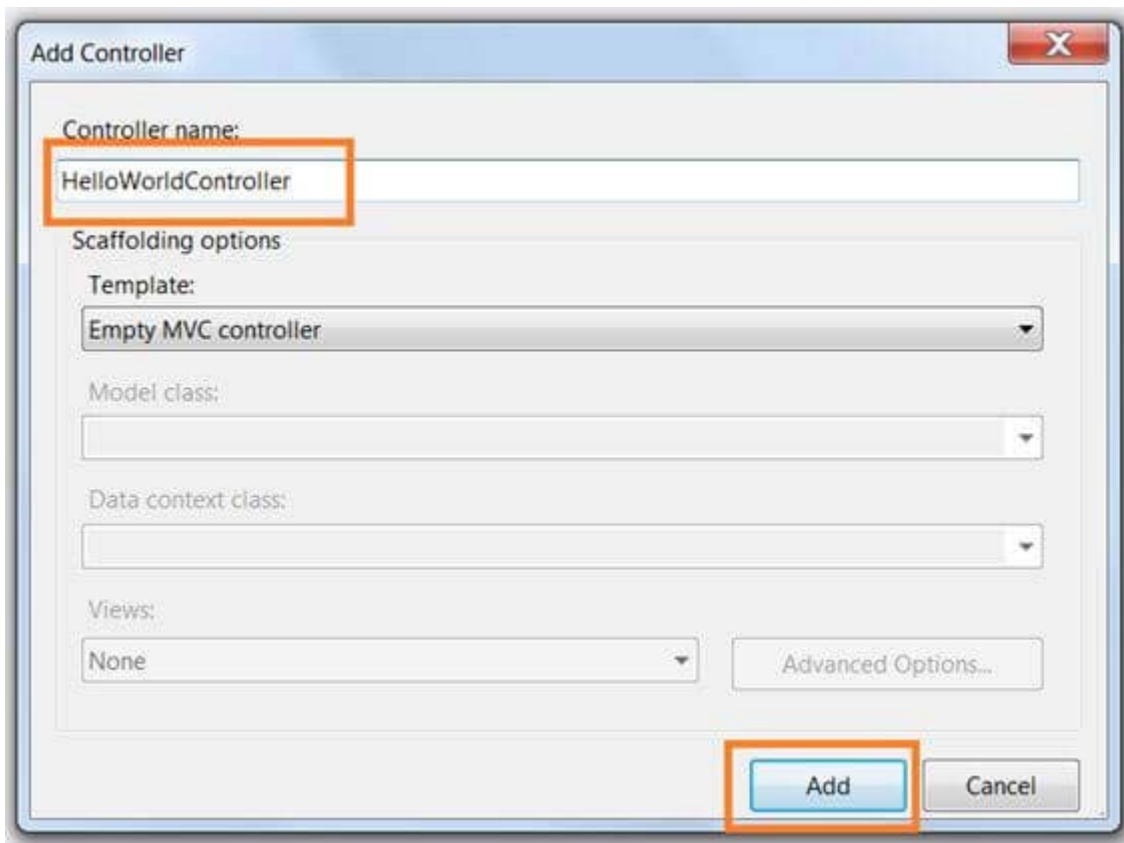 Add Controller
Controller name:
HelloWorldController
Scaffolding options
Template:
Empty MVC controller
Model class:
Data context class:
Views:
None
Advanced Options...
Add
Cancel